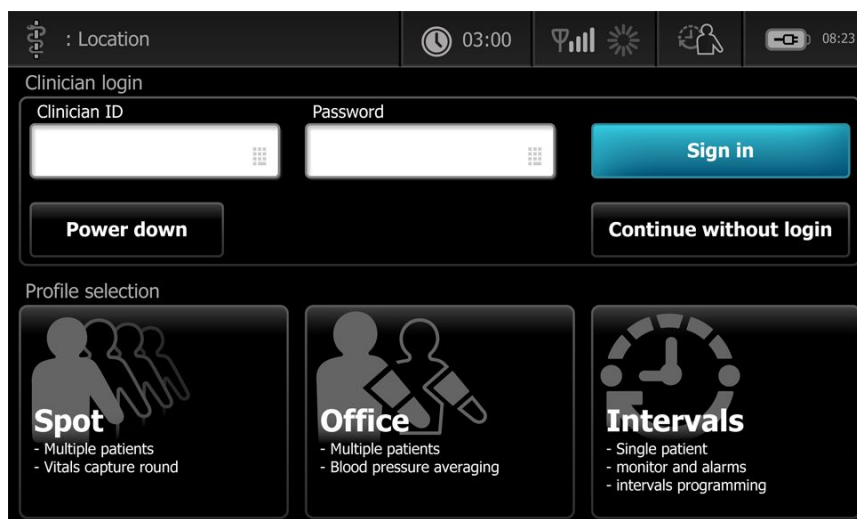 : Location
03:00
08:23
Clinician login
Clinician ID
Password
Sign in
Power down
Continue without login
Profile selection
Spot
- Multiple patients
- Vitals capture round
Office
- Multiple patients
- Blood pressure averaging
Intervals
- Single patient
- monitor and alarms
- intervals programming